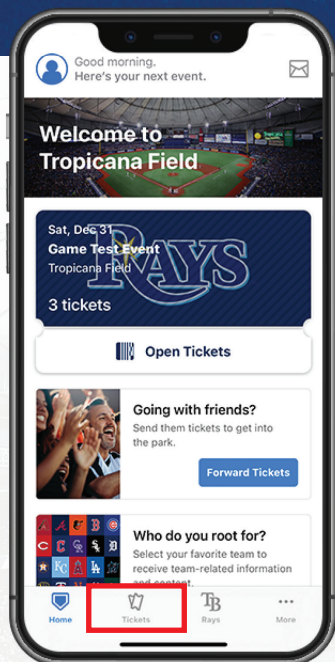 Good morning.
Here's your next event.
Welcome to
Tropicana Field
Sat, Dec 31
RAYS
Game Test Event
Tropicana Field
3 tickets
Open Tickets
Going with friends?
Send them tickets to get into
the park.
Forward Tickets
Who do you root for?
Select your favorite team to
receive team-related information
and content.
Home
Tickets
TB
Rays
More